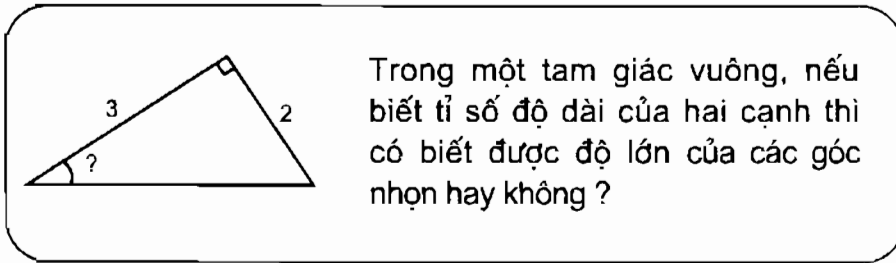 Trong một tam giác vuông, nếu
biết tỉ số độ dài của hai cạnh thì
có biết được độ lớn của các góc
nhọn hay không ?
3
2
?